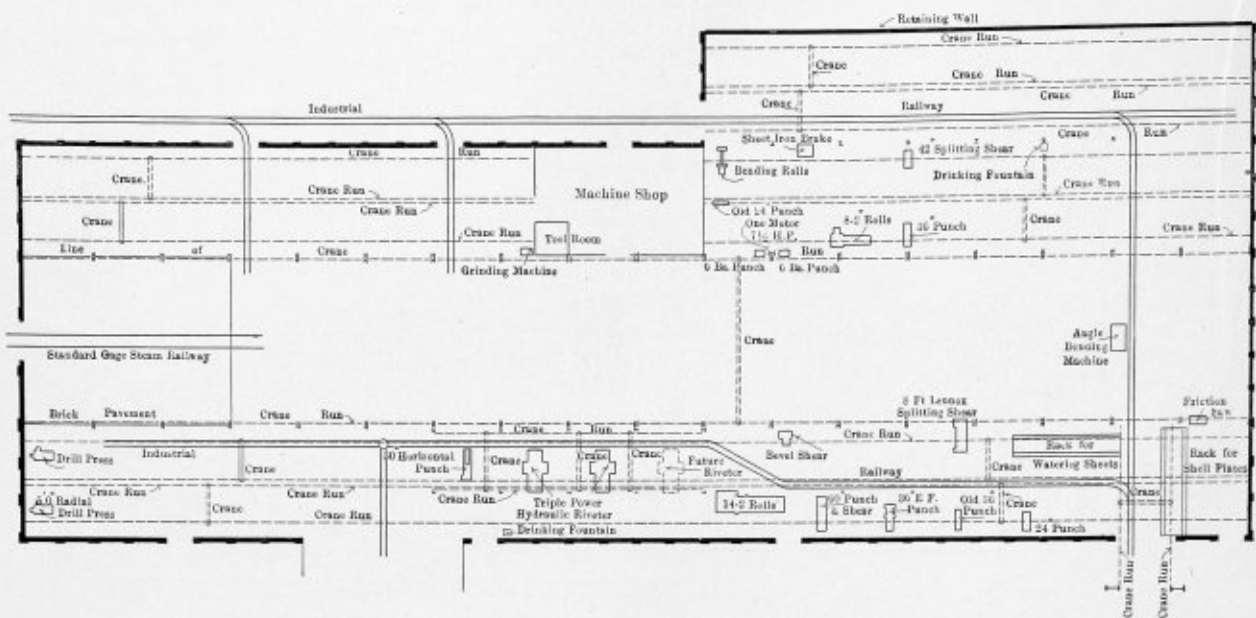 Retaining Wall
Crane Run
Crane
Crane Run
Crane Run
Crane
Industrial
Railway
Sheet Iron Brake
Crane Run
42" Splitting Shear
Drinking Fountain
Crane Run
Crane
Bending Rolls
Machine Shop
Crane Run
Crane Run
Crane Run
Crane
Old 14" Punch
One Motor
7½ H.P.
8-2 Rolls
36" Punch
Crane
Crane Run
Crane Run
Tool Room
Line of Crane Run
Grinding Machine
6 Ba. Punch
6 Ba. Punch
Crane
Standard Gage Steam Railway
Angle
Bending
Machine
Brick Pavement
Crane Run
8 Ft Lennox
Splitting Shear
Friction
Crane Run
Crane Run
Bevel Shear
Drill Press
Industrial
Horizontal
Punch
Crane
Crane
Crane
Crane
Future
Riveter
Railway
Crane
Rack for
Watering Sheets
Rack for
Shell Plates
Radial
Drill Press
Crane Run
Crane
Crane Run
Crane Run
Crane Run
Triple Power
Hydraulic Riveter
Drinking Fountain
14-2 Rolls
60" Punch
& Shear
36" E.F.
Punch
Old 36"
Punch
Crane
24" Punch
Crane
Crane Run
Crane Run